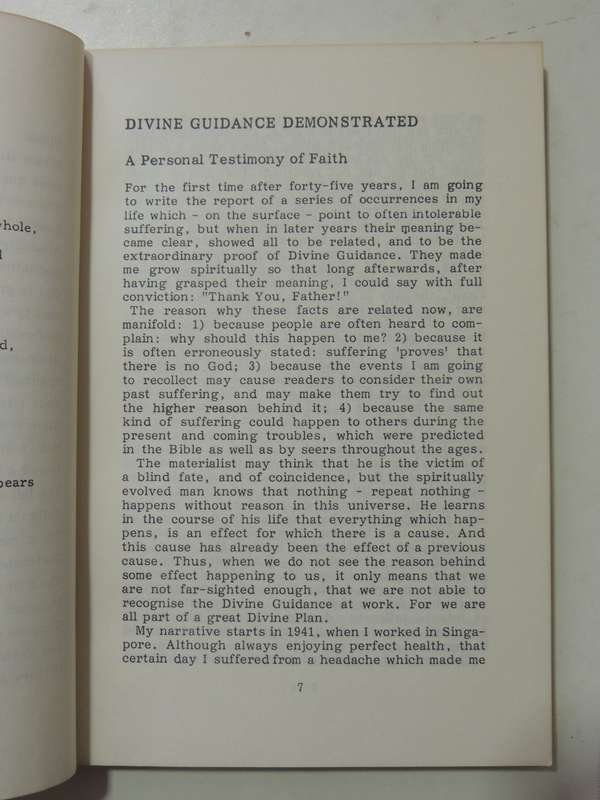 whole,
d,
pears
DIVINE GUIDANCE DEMONSTRATED
A Personal Testimony of Faith
For the first time after forty-five years, I am going
to write the report of a series of occurrences in my
life which - on the surface - point to often intolerable
suffering, but when in later years their meaning be-
came clear, showed all to be related, and to be the
extraordinary proof of Divine Guidance. They made
me grow spiritually so that long afterwards, after
having grasped their meaning, I could say with full
conviction: "Thank You, Father!"
The reason why these facts are related now, are
manifold: 1) because people are often heard to com-
plain: why should this happen to me? 2) because it
is often erroneously stated: suffering 'proves' that
there is no God; 3) because the events I am going
to recollect may cause readers to consider their own
past suffering, and may make them try to find out
the higher reason behind it; 4) because the same
kind of suffering could happen to others during the
present and coming troubles, which were predicted
in the Bible as well as by seers throughout the ages.
The materialist may think that he is the victim of
a blind fate, and of coincidence, but the spiritually
evolved man knows that nothing - repeat nothing -
happens without reason in this universe. He learns
in the course of his life that everything which hap-
pens, is an effect for which there is a cause. And
this cause has already been the effect of a previous
cause. Thus, when we do not see the reason behind
some effect happening to us, it only means that we
are not far-sighted enough, that we are not able to
recognise the Divine Guidance at work. For we are
all part of a great Divine Plan.
My narrative starts in 1941, when I worked in Singa-
pore. Although always enjoying perfect health, that
certain day I suffered from a headache which made me
7